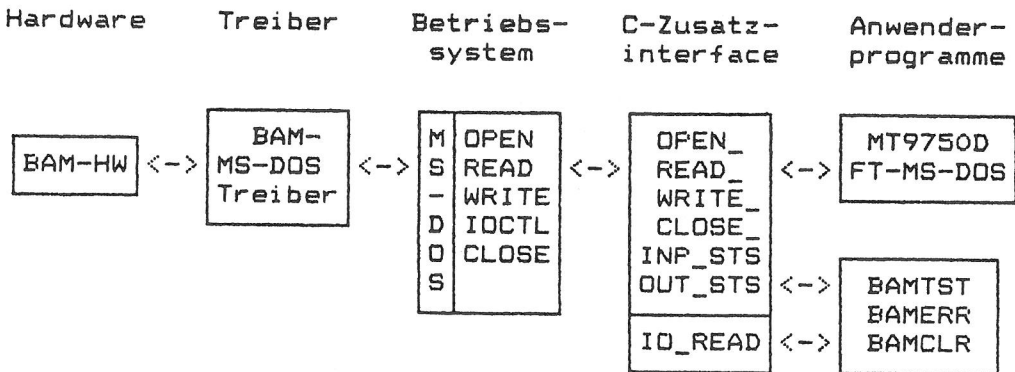 Hardware Treiber Betriebs- C-Zusatz- Anwender-
system interface programme
BAM- M OPEN OPEN_ MT9750D
BAM-HW <-> MS-DOS <-> S READ <-> READ_ <-> FT-MS-DOS
Treiber - WRITE WRITE_
D IOCTL CLOSE_
O CLOSE INP_STS
S OUT_STS <-> BAMTST
BAMERR
IO_READ <-> BAMCLR